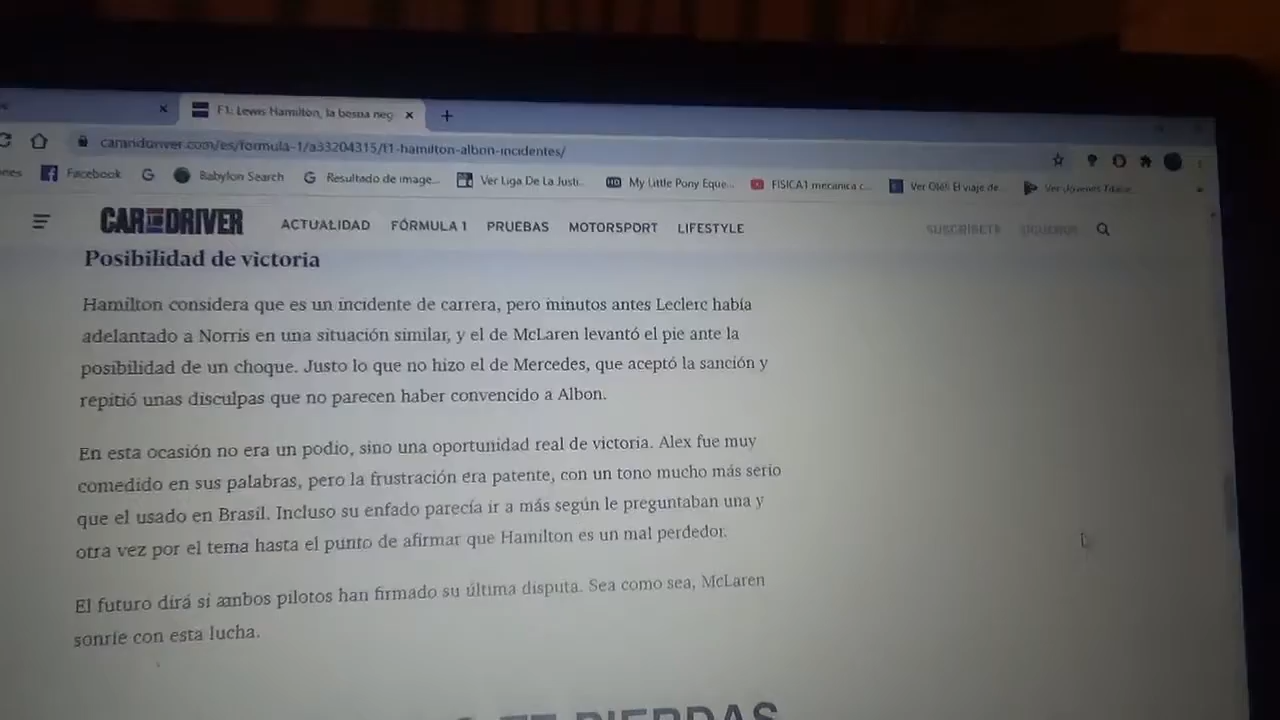 F1: Lewis Hamilton, la bestia neg
caranddriver.com/es/formula-1/a33204315/f1-hamilton-albon-incidentes/
nes Facebook Babylon Search Resultado de image... Ver Liga De La Justi... My Little Pony Eque... FISICA1 mecanica c... Ver Oléñ El viaje de...
CAR AND DRIVER ACTUALIDAD FÓRMULA 1 PRUEBAS MOTORSPORT LIFESTYLE SUSCRÍBETE SÍGUENOS
Posibilidad de victoria
Hamilton considera que es un incidente de carrera, pero minutos antes Leclerc había
adelantado a Norris en una situación similar, y el de McLaren levantó el pie ante la
posibilidad de un choque. Justo lo que no hizo el de Mercedes, que aceptó la sanción y
repitió unas disculpas que no parecen haber convencido a Albon.
En esta ocasión no era un podio, sino una oportunidad real de victoria. Alex fue muy
comedido en sus palabras, pero la frustración era patente, con un tono mucho más serio
que el usado en Brasil. Incluso su enfado parecía ir a más según le preguntaban una y
otra vez por el tema hasta el punto de afirmar que Hamilton es un mal perdedor.
El futuro dirá si ambos pilotos han firmado su última disputa. Sea como sea, McLaren
sonríe con esta lucha.
TE PIERDAS